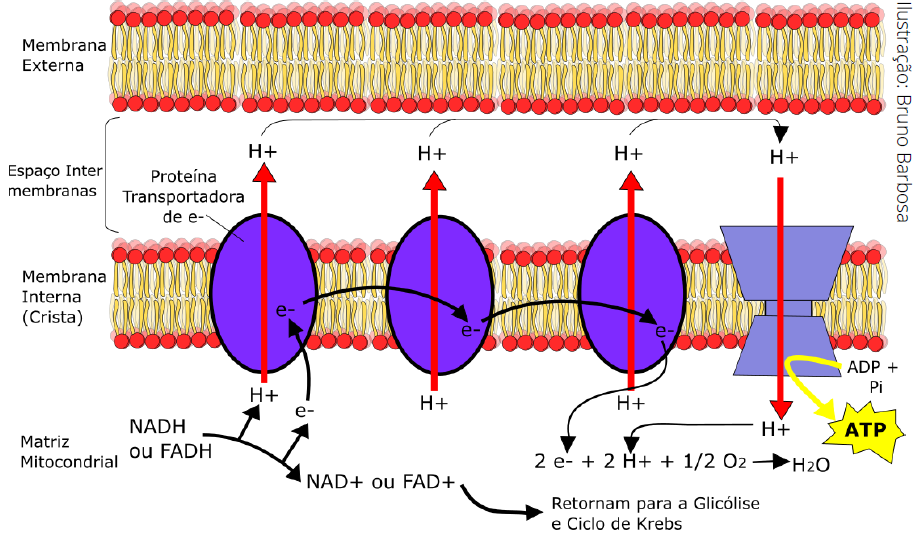 Membrana
Externa
Ilustração: Bruno Barbosa
H+
H+
H+
H+
Espaço Inter
membranas
Proteína
Transportadora
de e-
Membrana
Interna
(Crista)
e-
e-
e-
ADP +
Pi
H+
H+
H+
e-
NADH
ou FADH
H+
ATP
Matriz
Mitocondrial
2 e- + 2 H+ + 1/2 O2
H2O
NAD+ ou FAD+
Retornam para a Glicólise
e Ciclo de Krebs